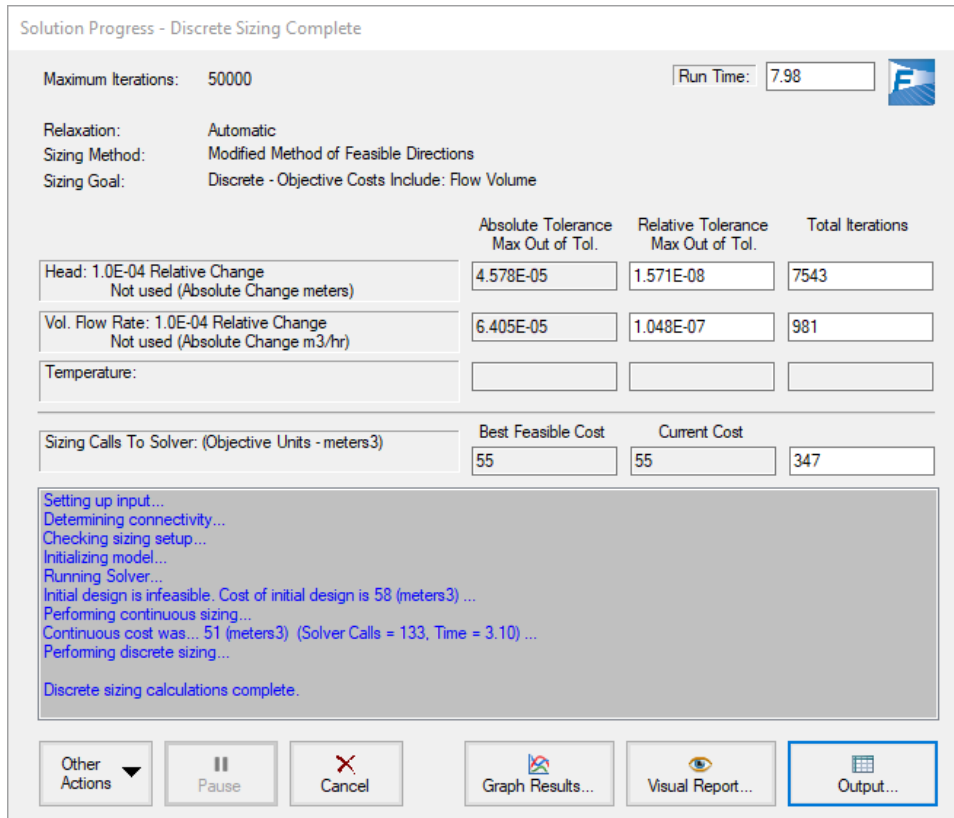 Solution Progress - Discrete Sizing Complete
Maximum Iterations: 50000
Run Time: 7.98
Relaxation: Automatic
Sizing Method: Modified Method of Feasible Directions
Sizing Goal: Discrete - Objective Costs Include: Flow Volume
Absolute Tolerance Relative Tolerance Total Iterations
Max Out of Tol. Max Out of Tol.
Head: 1.0E-04 Relative Change 4.578E-05 1.571E-08 7543
Not used (Absolute Change meters)
Vol. Flow Rate: 1.0E-04 Relative Change 6.405E-05 1.048E-07 981
Not used (Absolute Change m3/hr)
Temperature:
Sizing Calls To Solver: (Objective Units - meters3) Best Feasible Cost Current Cost
55 55 347
Setting up input...
Determining connectivity...
Checking sizing setup...
Initializing model...
Running Solver...
Initial design is infeasible. Cost of initial design is 58 (meters3) ...
Performing continuous sizing...
Continuous cost was... 51 (meters3) (Solver Calls = 133, Time = 3.10) ...
Performing discrete sizing...
Discrete sizing calculations complete.
Other Actions
Pause
Cancel
Graph Results...
Visual Report...
Output...